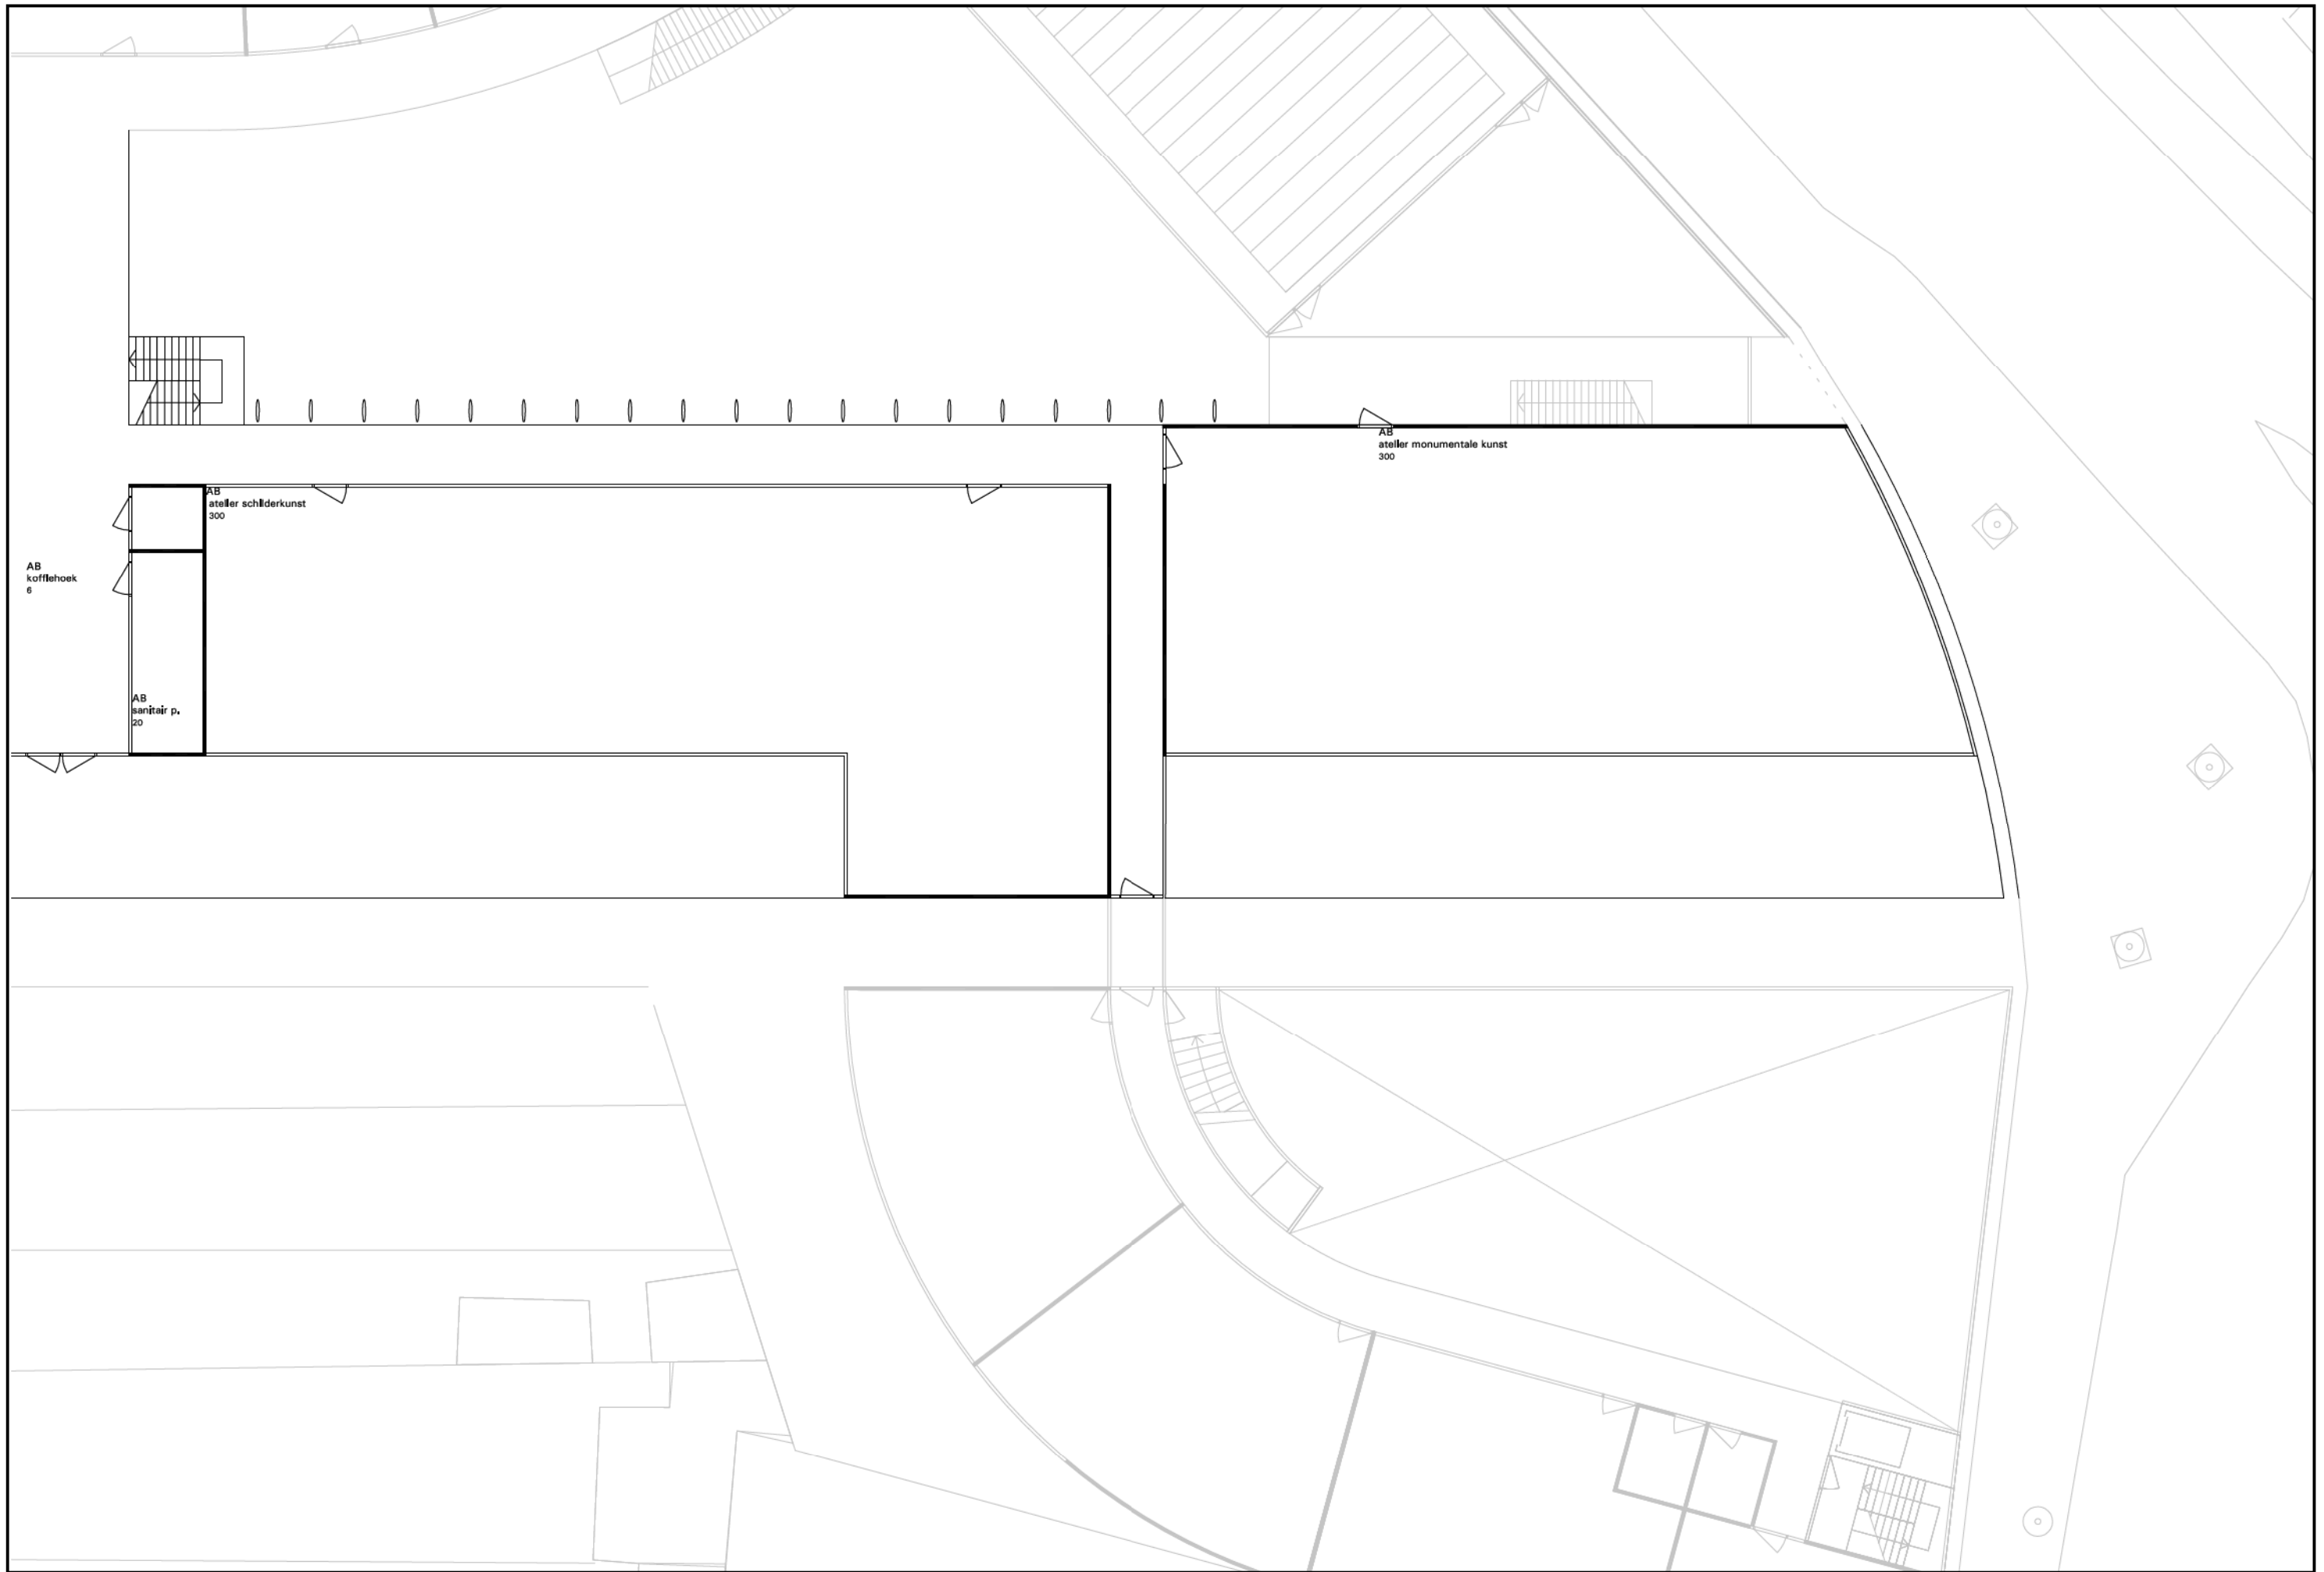 AB
atelier monumentale kunst
300
AB
atelier schilderkunst
300
AB
koffiehoek
6
AB
sanitair p.
20